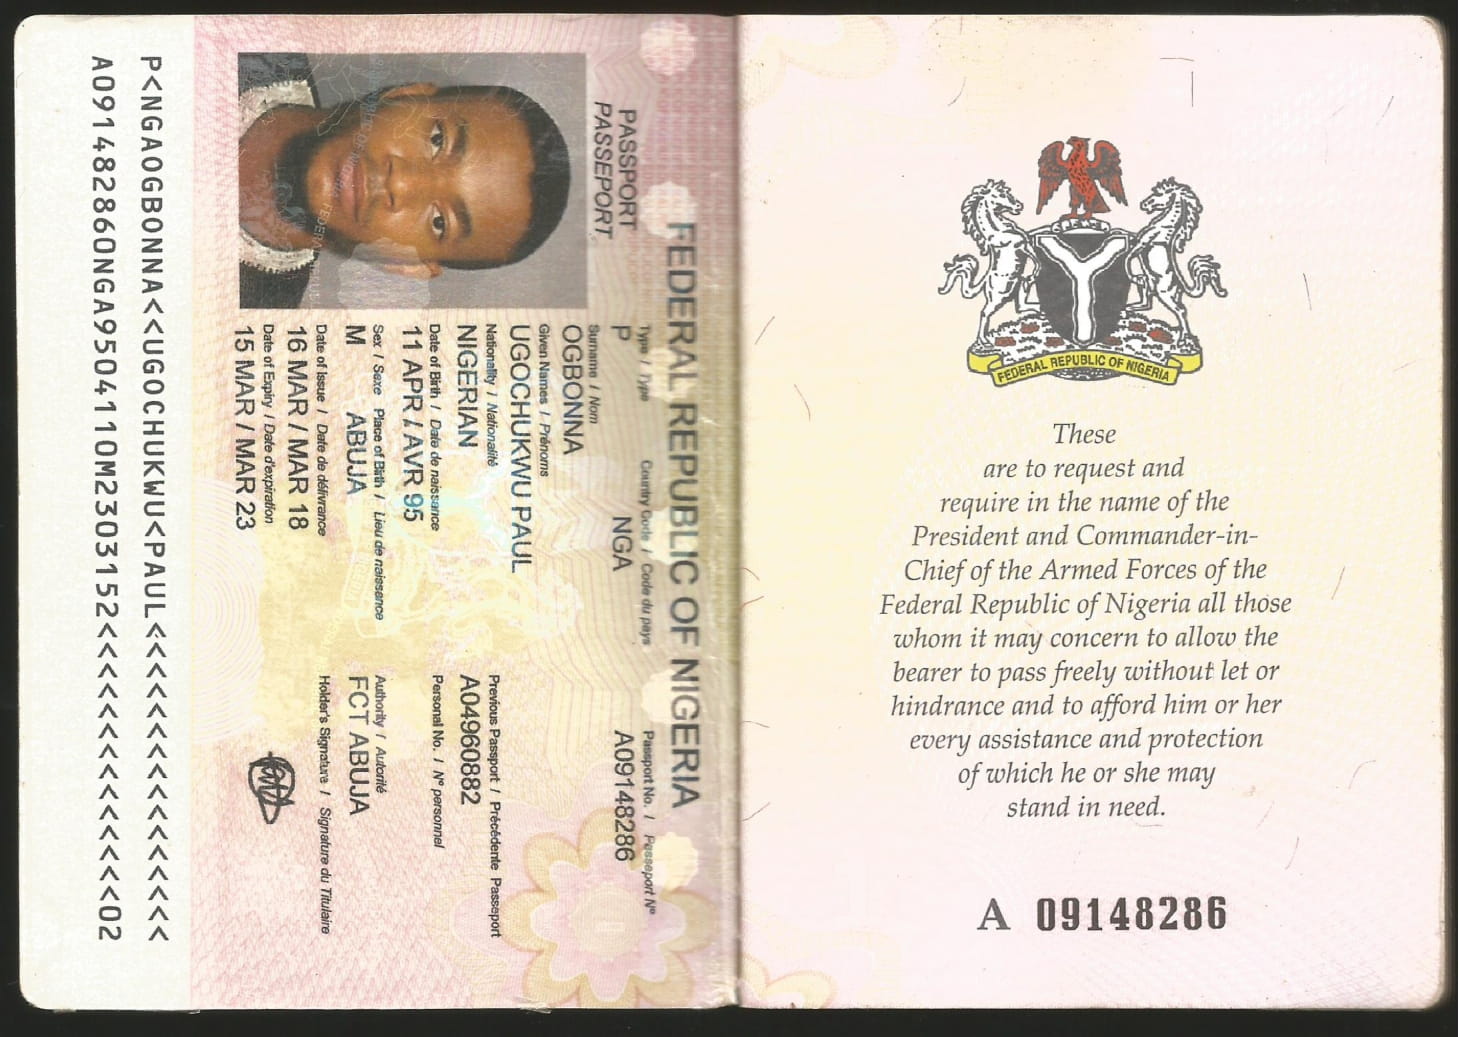 FEDERAL REPUBLIC OF NIGERIA
PASSPORT
PASSEPORT
Type / Type Country Code / Code du pays Passport No. / Passeport N°
P NGA A09148286
Surname / Nom
OGBONNA
Given Names / Prénoms
UGOCHUKWU PAUL
Nationality / Nationalité Previous Passport / Précédente Passeport
NIGERIAN A04960882
Date of Birth / Date de naissance Personal No. / N° personnel
11 APR / AVR 95
Sex / Sexe Place of Birth / Lieu de naissance Authority / Autorité
M ABUJA FCT ABUJA
Date of Issue / Date de délivrance Holder's Signature / Signature du Titulaire
16 MAR / MAR 18
Date of Expiry / Date d'expiration
15 MAR / MAR 23
P<NGAOGBONNA<<UGOCHUKWU<PAUL<<<<<<<<<<<<<<<<
A091482860NGA9504110M2303152<<<<<<<<<<<<<<02
FEDERAL REPUBLIC OF NIGERIA
These
are to request and
require in the name of the
President and Commander-in-
Chief of the Armed Forces of the
Federal Republic of Nigeria all those
whom it may concern to allow the
bearer to pass freely without let or
hindrance and to afford him or her
every assistance and protection
of which he or she may
stand in need.
A 09148286